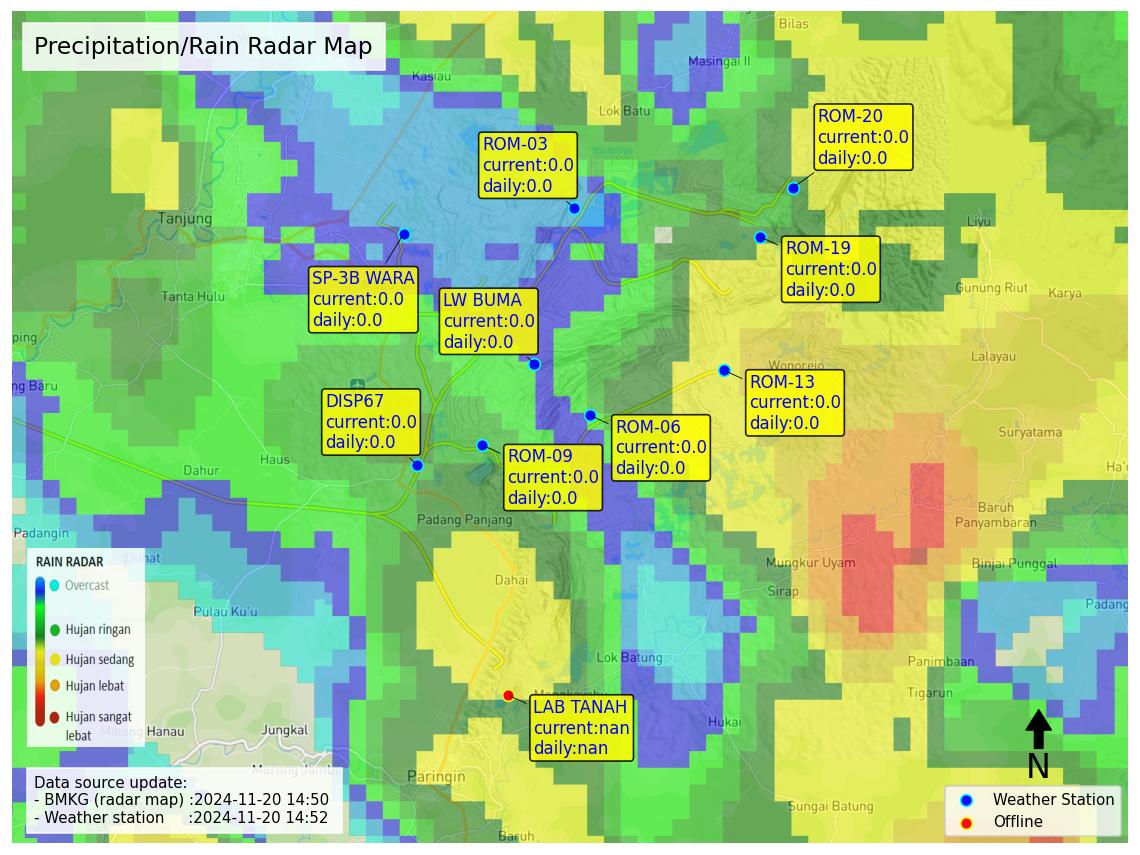 Precipitation/Rain Radar Map
Bilas
Masingai II
Kasiau
Lok Batu
ROM-20
current:0.0
daily:0.0
ROM-03
current:0.0
daily:0.0
Tanjung
Liyu
ROM-19
current:0.0
daily:0.0
SP-3B WARA
current:0.0
daily:0.0
LW BUMA
current:0.0
daily:0.0
Tanta Hulu
Gunung Riut
Karya
ping
Lalayau
Wonorejo
ng Baru
ROM-13
current:0.0
daily:0.0
DISP67
current:0.0
daily:0.0
ROM-06
current:0.0
daily:0.0
Suryatama
ROM-09
current:0.0
daily:0.0
Haus
Dahur
Ha'u
Baruh
Panyambaran
Padang Panjang
Padangin
Mungkur Uyam
Binjai Punggal
Dahai
Sirap
Pulau Ku'u
Padang
RAIN RADAR
Overcast
Hujan ringan
Hujan sedang
Hujan lebat
Hujan sangat
lebat
Lok Batung
Panimbaan
Tigarun
LAB TANAH
current:nan
daily:nan
Hukai
Manau
Jungkal
Paringin
N
Data source update:
- BMKG (radar map) :2024-11-20 14:50
- Weather station :2024-11-20 14:52
Weather Station
Offline
Sungai Batung
Baruh